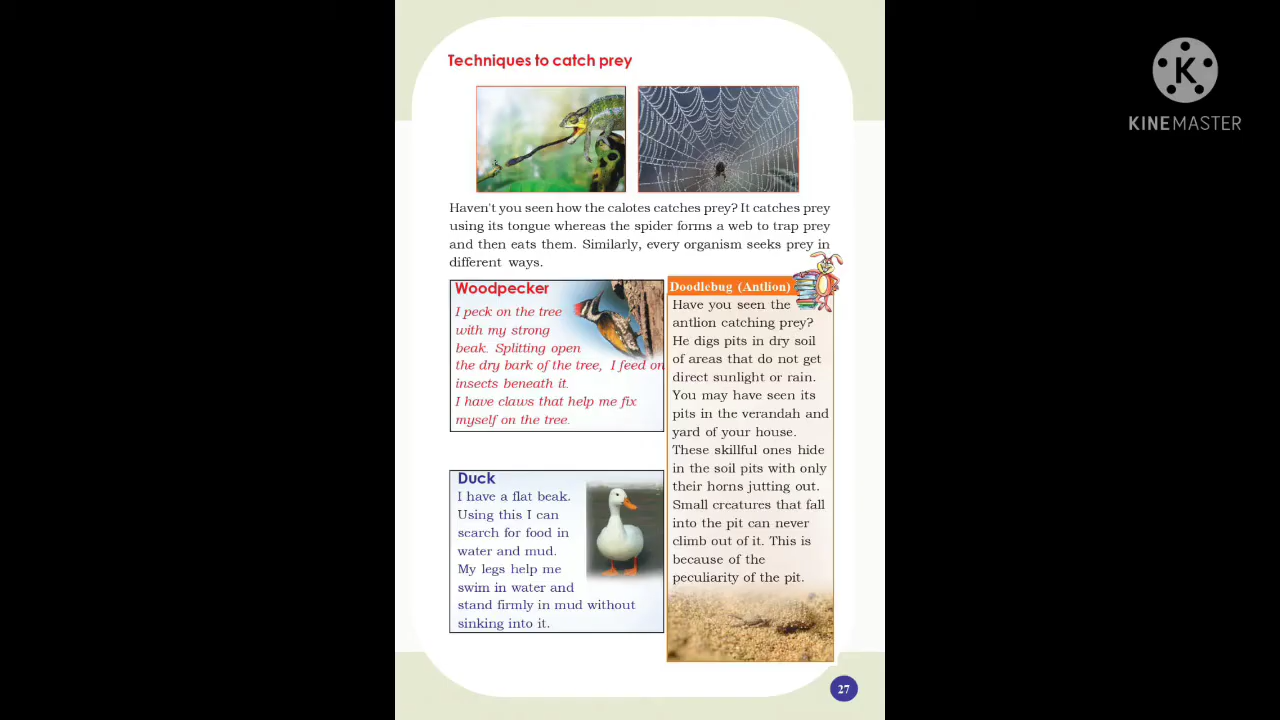 Techniques to catch prey
Haven't you seen how the calotes catches prey? It catches prey
using its tongue whereas the spider forms a web to trap prey
and then eats them. Similarly, every organism seeks prey in
different ways.
Woodpecker
I peck on the tree
with my strong
beak. Splitting open
the dry bark of the tree, I feed on
insects beneath it.
I have claws that help me fix
myself on the tree.
Duck
I have a flat beak.
Using this I can
search for food in
water and mud.
My legs help me
swim in water and
stand firmly in mud without
sinking into it.
Doodlebug (Antlion)
Have you seen the
antlion catching prey?
He digs pits in dry soil
of areas that do not get
direct sunlight or rain.
You may have seen its
pits in the verandah and
yard of your house.
These skillful ones hide
in the soil pits with only
their horns jutting out.
Small creatures that fall
into the pit can never
climb out of it. This is
because of the
peculiarity of the pit.
27
K
KINEMASTER